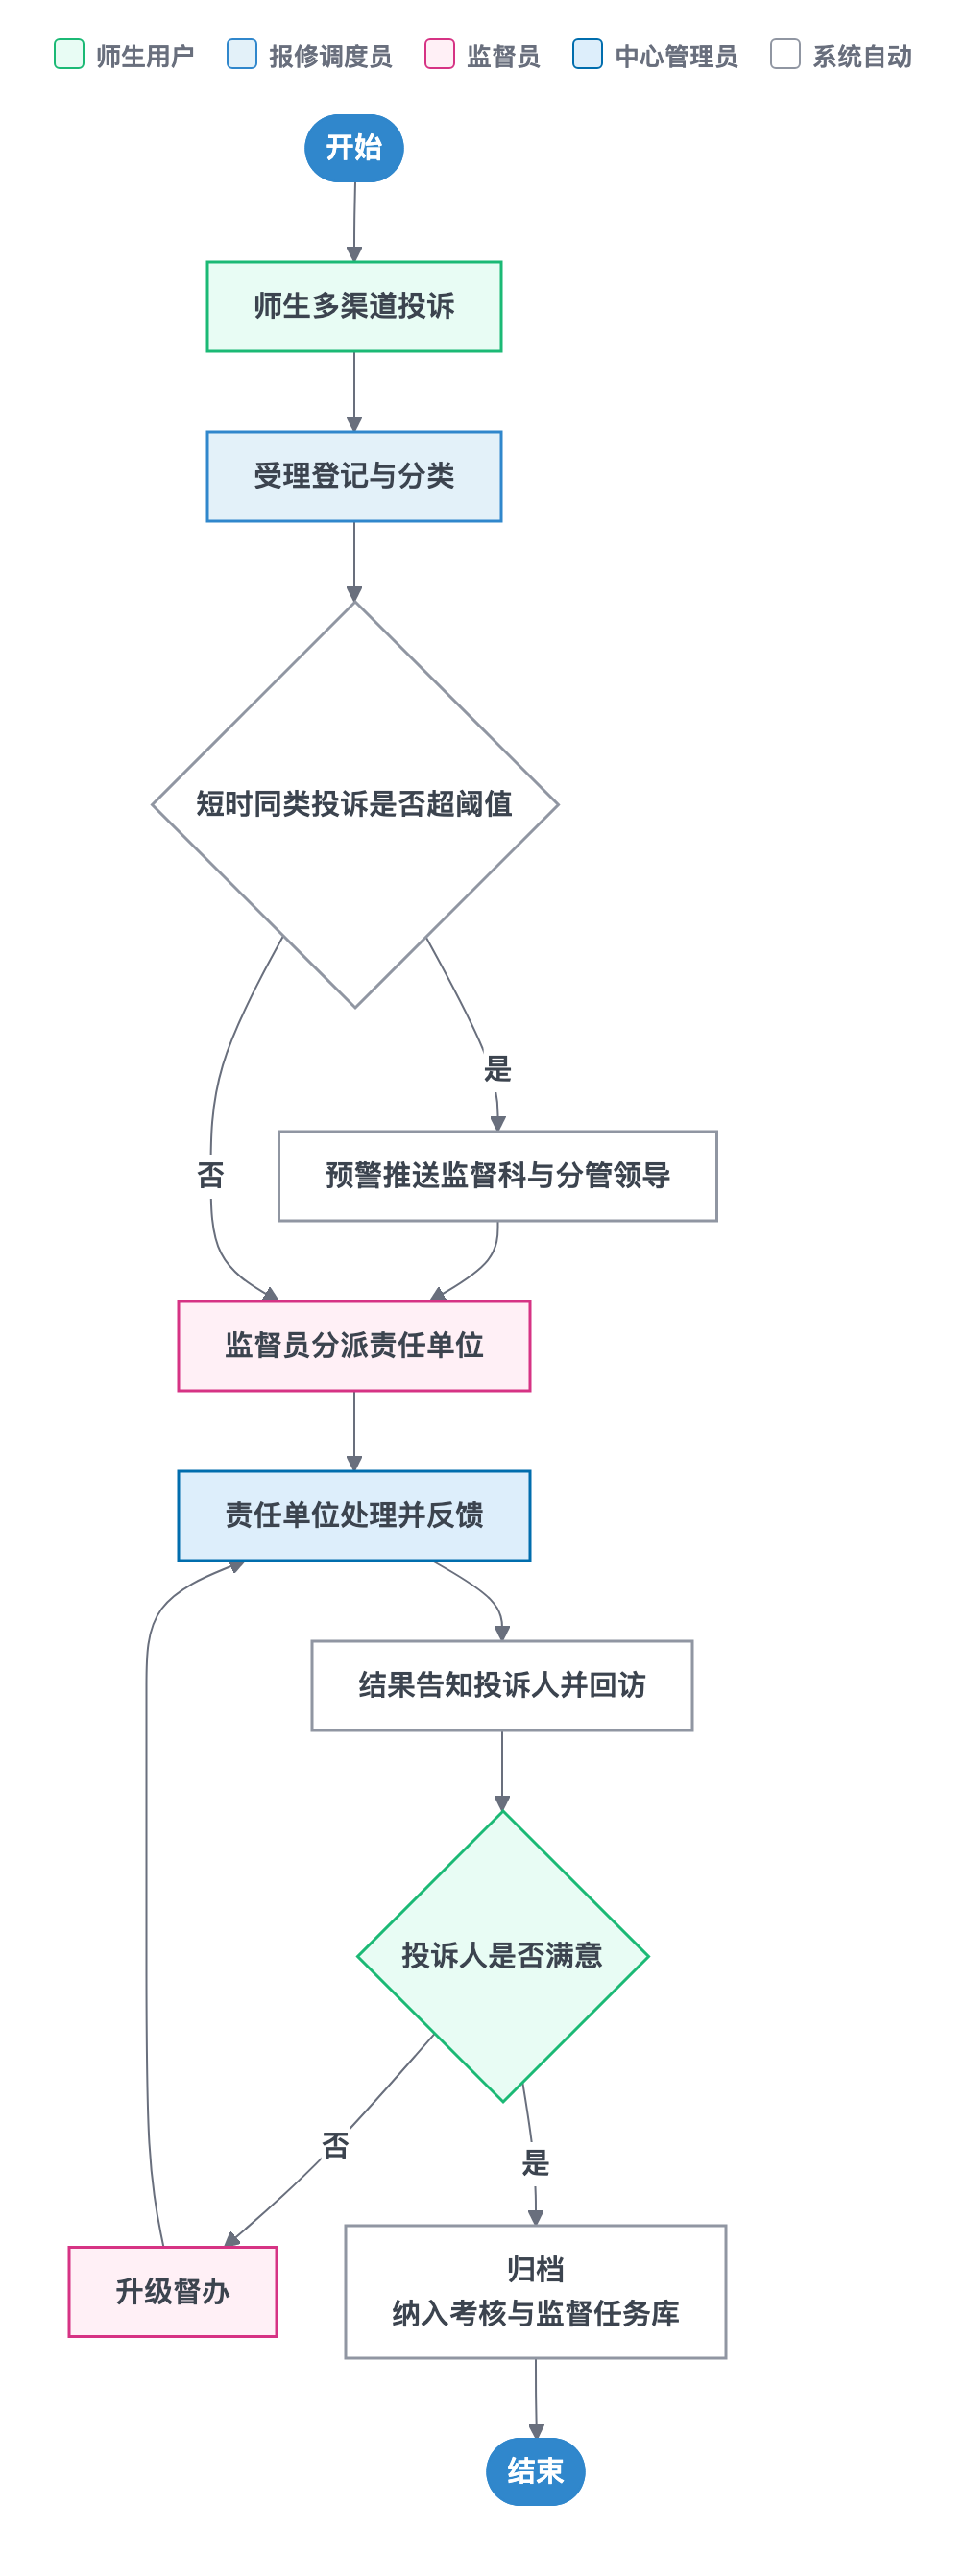 师生用户 报修调度员 监督员 中心管理员 系统自动
开始
师生多渠道投诉
受理登记与分类
短时同类投诉是否超阈值
是
否
预警推送监督科与分管领导
监督员分派责任单位
责任单位处理并反馈
结果告知投诉人并回访
投诉人是否满意
否
是
升级督办
归档
纳入考核与监督任务库
结束